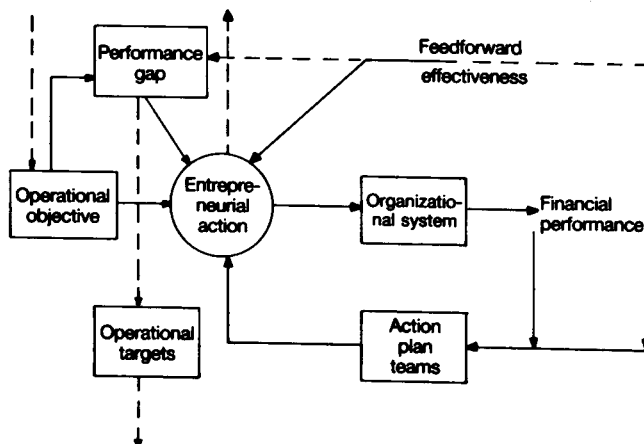 Performance
gap
Feedforward
effectiveness
Operational
objective
Entrepre-
neurial
action
Organizatio-
nal system
Financial
performance
Operational
targets
Action
plan
teams